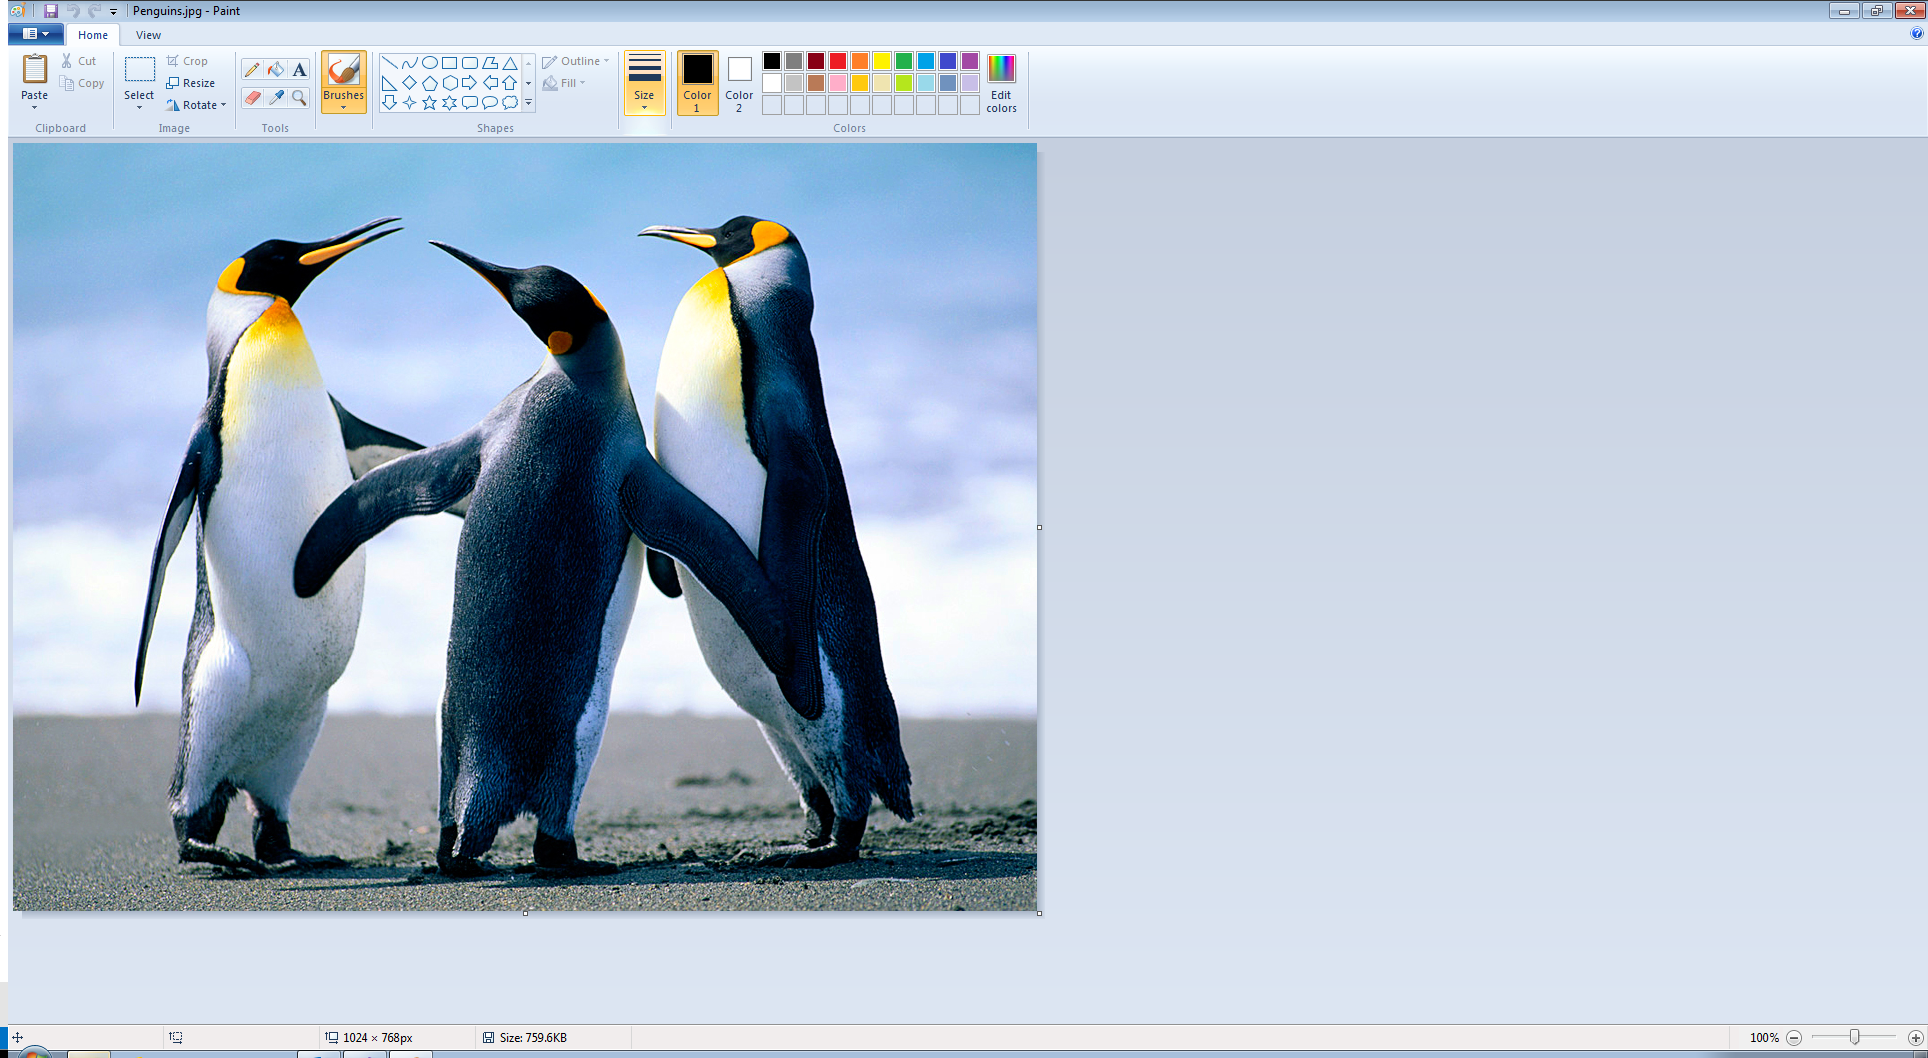 Penguins.jpg - Paint
Home View
Paste
Cut
Copy
Clipboard
Select
Crop
Resize
Rotate
Image
A
Tools
Brushes
Shapes
Outline
Fill
Size
Color
1
Color
2
Edit
colors
Colors
1024 × 768px
Size: 759.6KB
100%